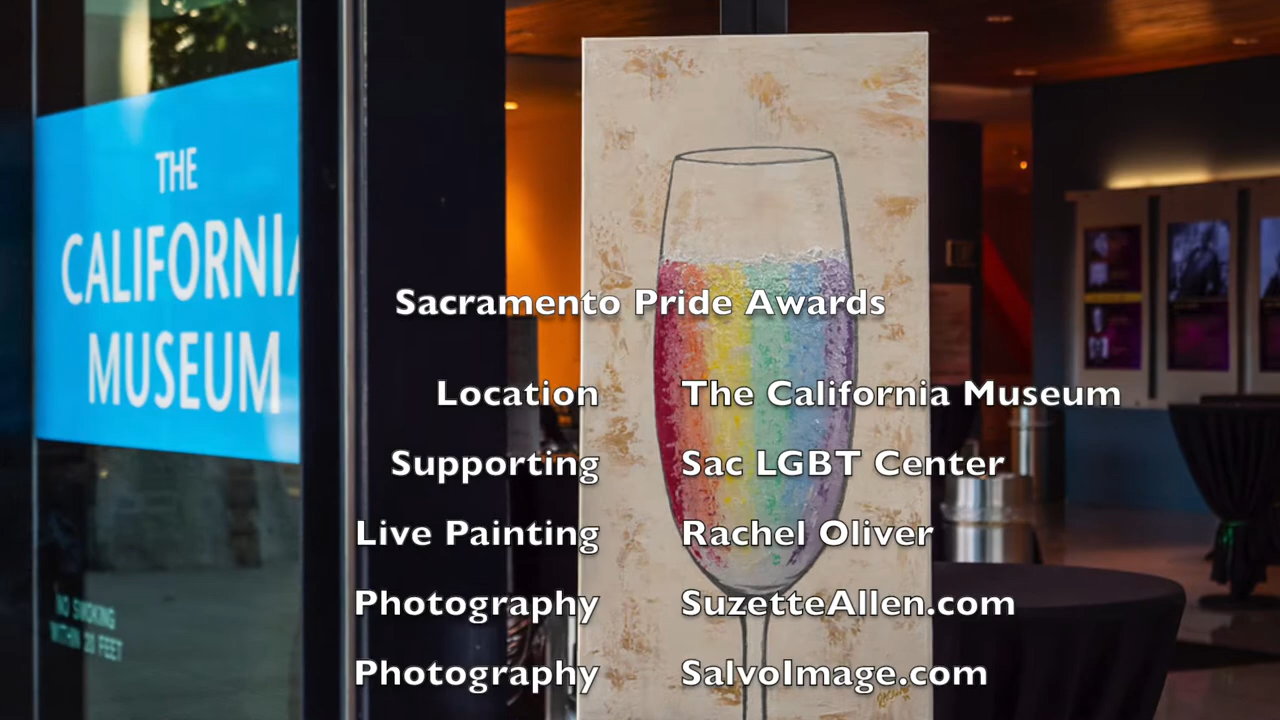 THE
CALIFORNIA
MUSEUM
NO SMOKING
WITHIN 20 FEET
Sacramento Pride Awards
Location The California Museum
Supporting Sac LGBT Center
Live Painting Rachel Oliver
Photography SuzetteAllen.com
Photography SalvoImage.com